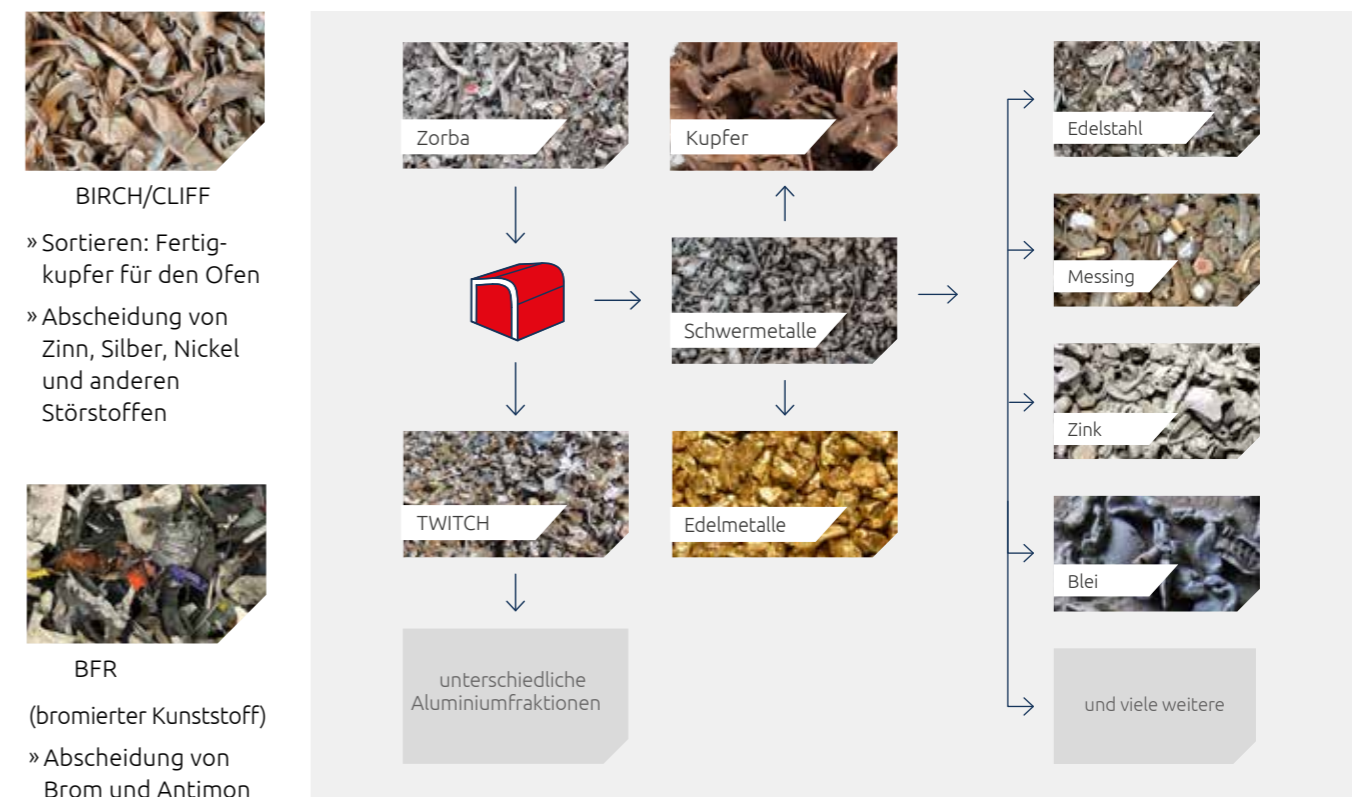 BIRCH/CLIFF
» Sortieren: Fertig-
kupfer für den Ofen
» Abscheidung von
Zinn, Silber, Nickel
und anderen
Störstoffen
BFR
(bromierter Kunststoff)
» Abscheidung von
Brom und Antimon
Zorba
Kupfer
Edelstahl
Messing
Schwermetalle
Zink
TWITCH
Edelmetalle
Blei
unterschiedliche
Aluminiumfraktionen
und viele weitere